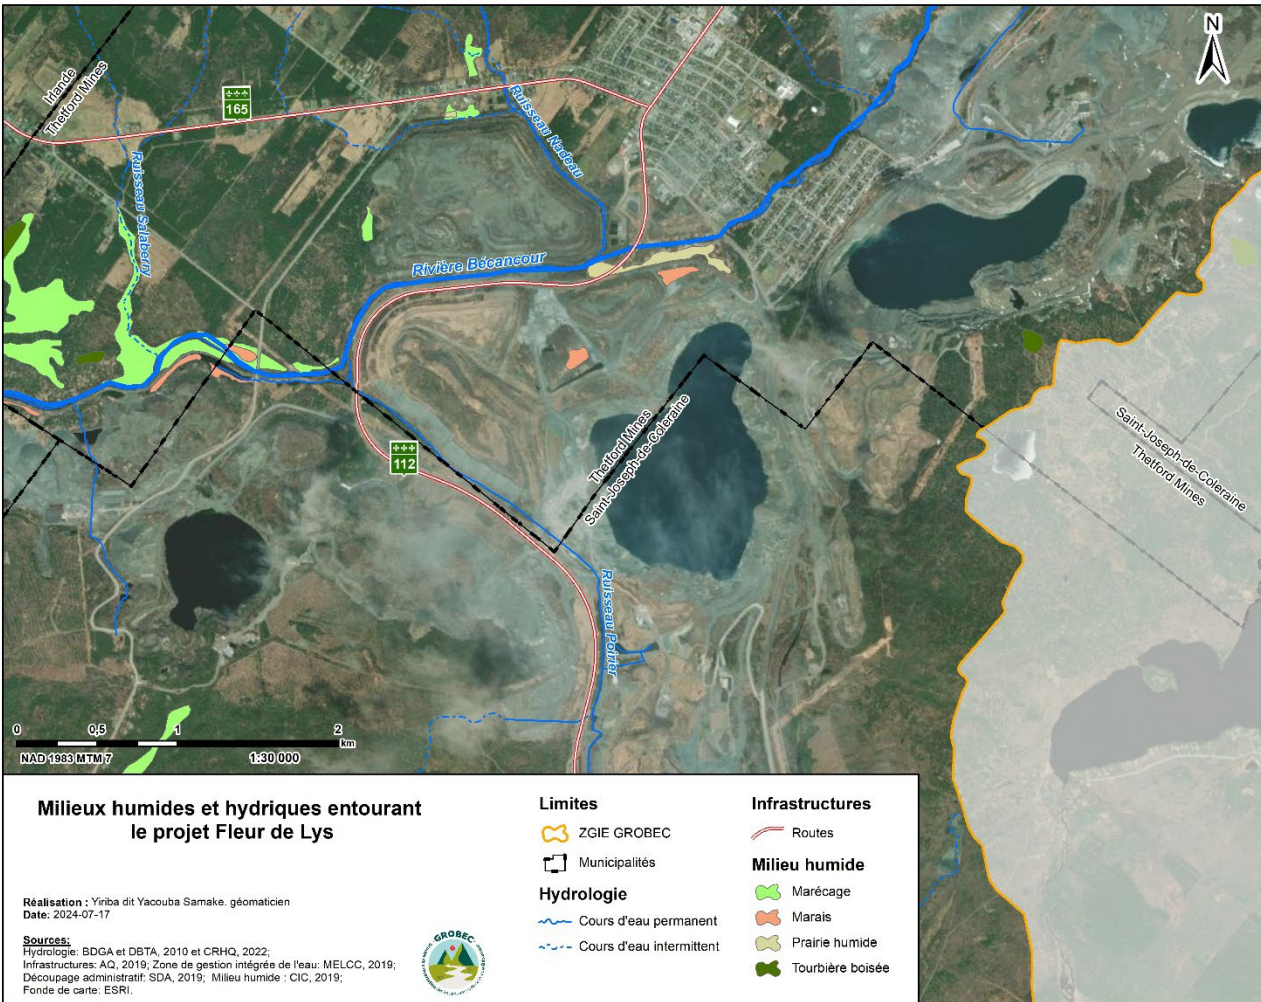 N
Irlande
Thetford Mines
165
Ruisseau Nadeau
Ruisseau Salaberry
Rivière Bécancour
112
Thetford Mines
Saint-Joseph-de-Coleraine
Saint-Joseph-de-Coleraine
Thetford Mines
Ruisseau Poirier
0 0,5 1 2
km
NAD 1983 MTM 7 1:30 000
Milieux humides et hydriques entourant
le projet Fleur de Lys
Réalisation : Yiriba dit Yacouba Samake. géomaticien
Date: 2024-07-17
Sources:
Hydrologie: BDGA et DBTA, 2010 et CRHQ, 2022;
Infrastructures: AQ, 2019; Zone de gestion intégrée de l'eau: MELCC, 2019;
Découpage administratif: SDA, 2019; Milieu humide : CIC, 2019;
Fonde de carte: ESRI.
GROBEC
Limites
ZGIE GROBEC
Municipalités
Hydrologie
Cours d'eau permanent
Cours d'eau intermittent
Infrastructures
Routes
Milieu humide
Marécage
Marais
Prairie humide
Tourbière boisée